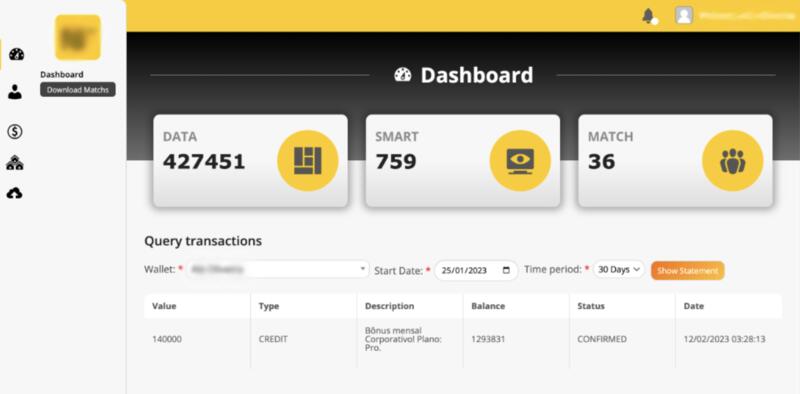 Dashboard
Download Matchs
Dashboard
DATA
427451
SMART
759
MATCH
36
Query transactions
Wallet: * Start Date: * 25/01/2023 Time period: * 30 Days Show Statement
Value Type Description Balance Status Date
140000 CREDIT Bônus mensal Corporativo! Plano: Pro. 1293831 CONFIRMED 12/02/2023 03:28:13